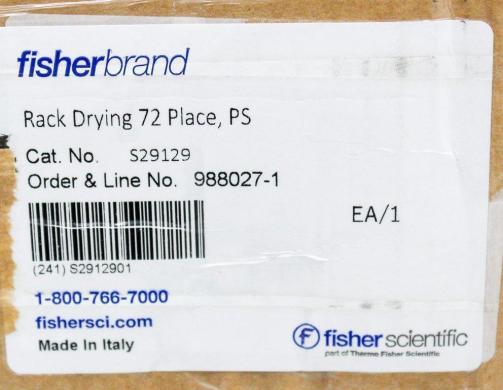 fisherbrand
Rack Drying 72 Place, PS
Cat. No. S29129
Order & Line No. 988027-1
EA/1
(241) S2912901
1-800-766-7000
fishersci.com
Made In Italy
f fisher scientific
part of Thermo Fisher Scientific